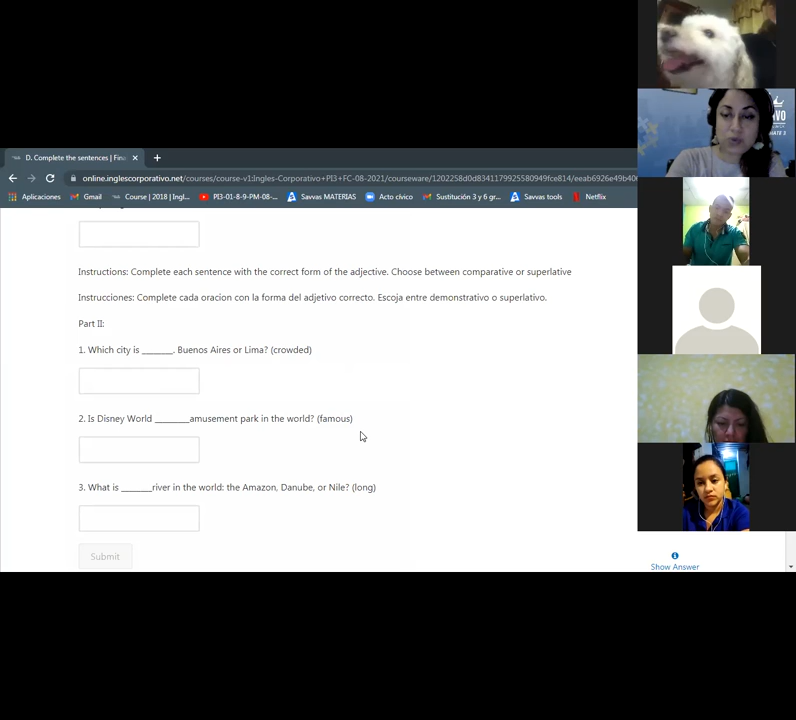 D. Complete the sentences | Fina
online.inglescorporativo.net/courses/course-v1:Ingles-Corporativo+PI3+FC-08-2021/courseware/1202258d0d8341179925580949fce814/eeab6926e49b40
Aplicaciones Gmail Course | 2018 | Ingl... PI3-01-8-9-PM-08-... Savvas MATERIAS Acto cívico Sustitución 3 y 6 gr... Savvas tools Netflix
Instructions: Complete each sentence with the correct form of the adjective. Choose between comparative or superlative
Instrucciones: Complete cada oracion con la forma del adjetivo correcto. Escoja entre demostrativo o superlativo.
Part II:
1. Which city is _______. Buenos Aires or Lima? (crowded)
2. Is Disney World ________amusement park in the world? (famous)
3. What is _______river in the world: the Amazon, Danube, or Nile? (long)
Submit
Show Answer